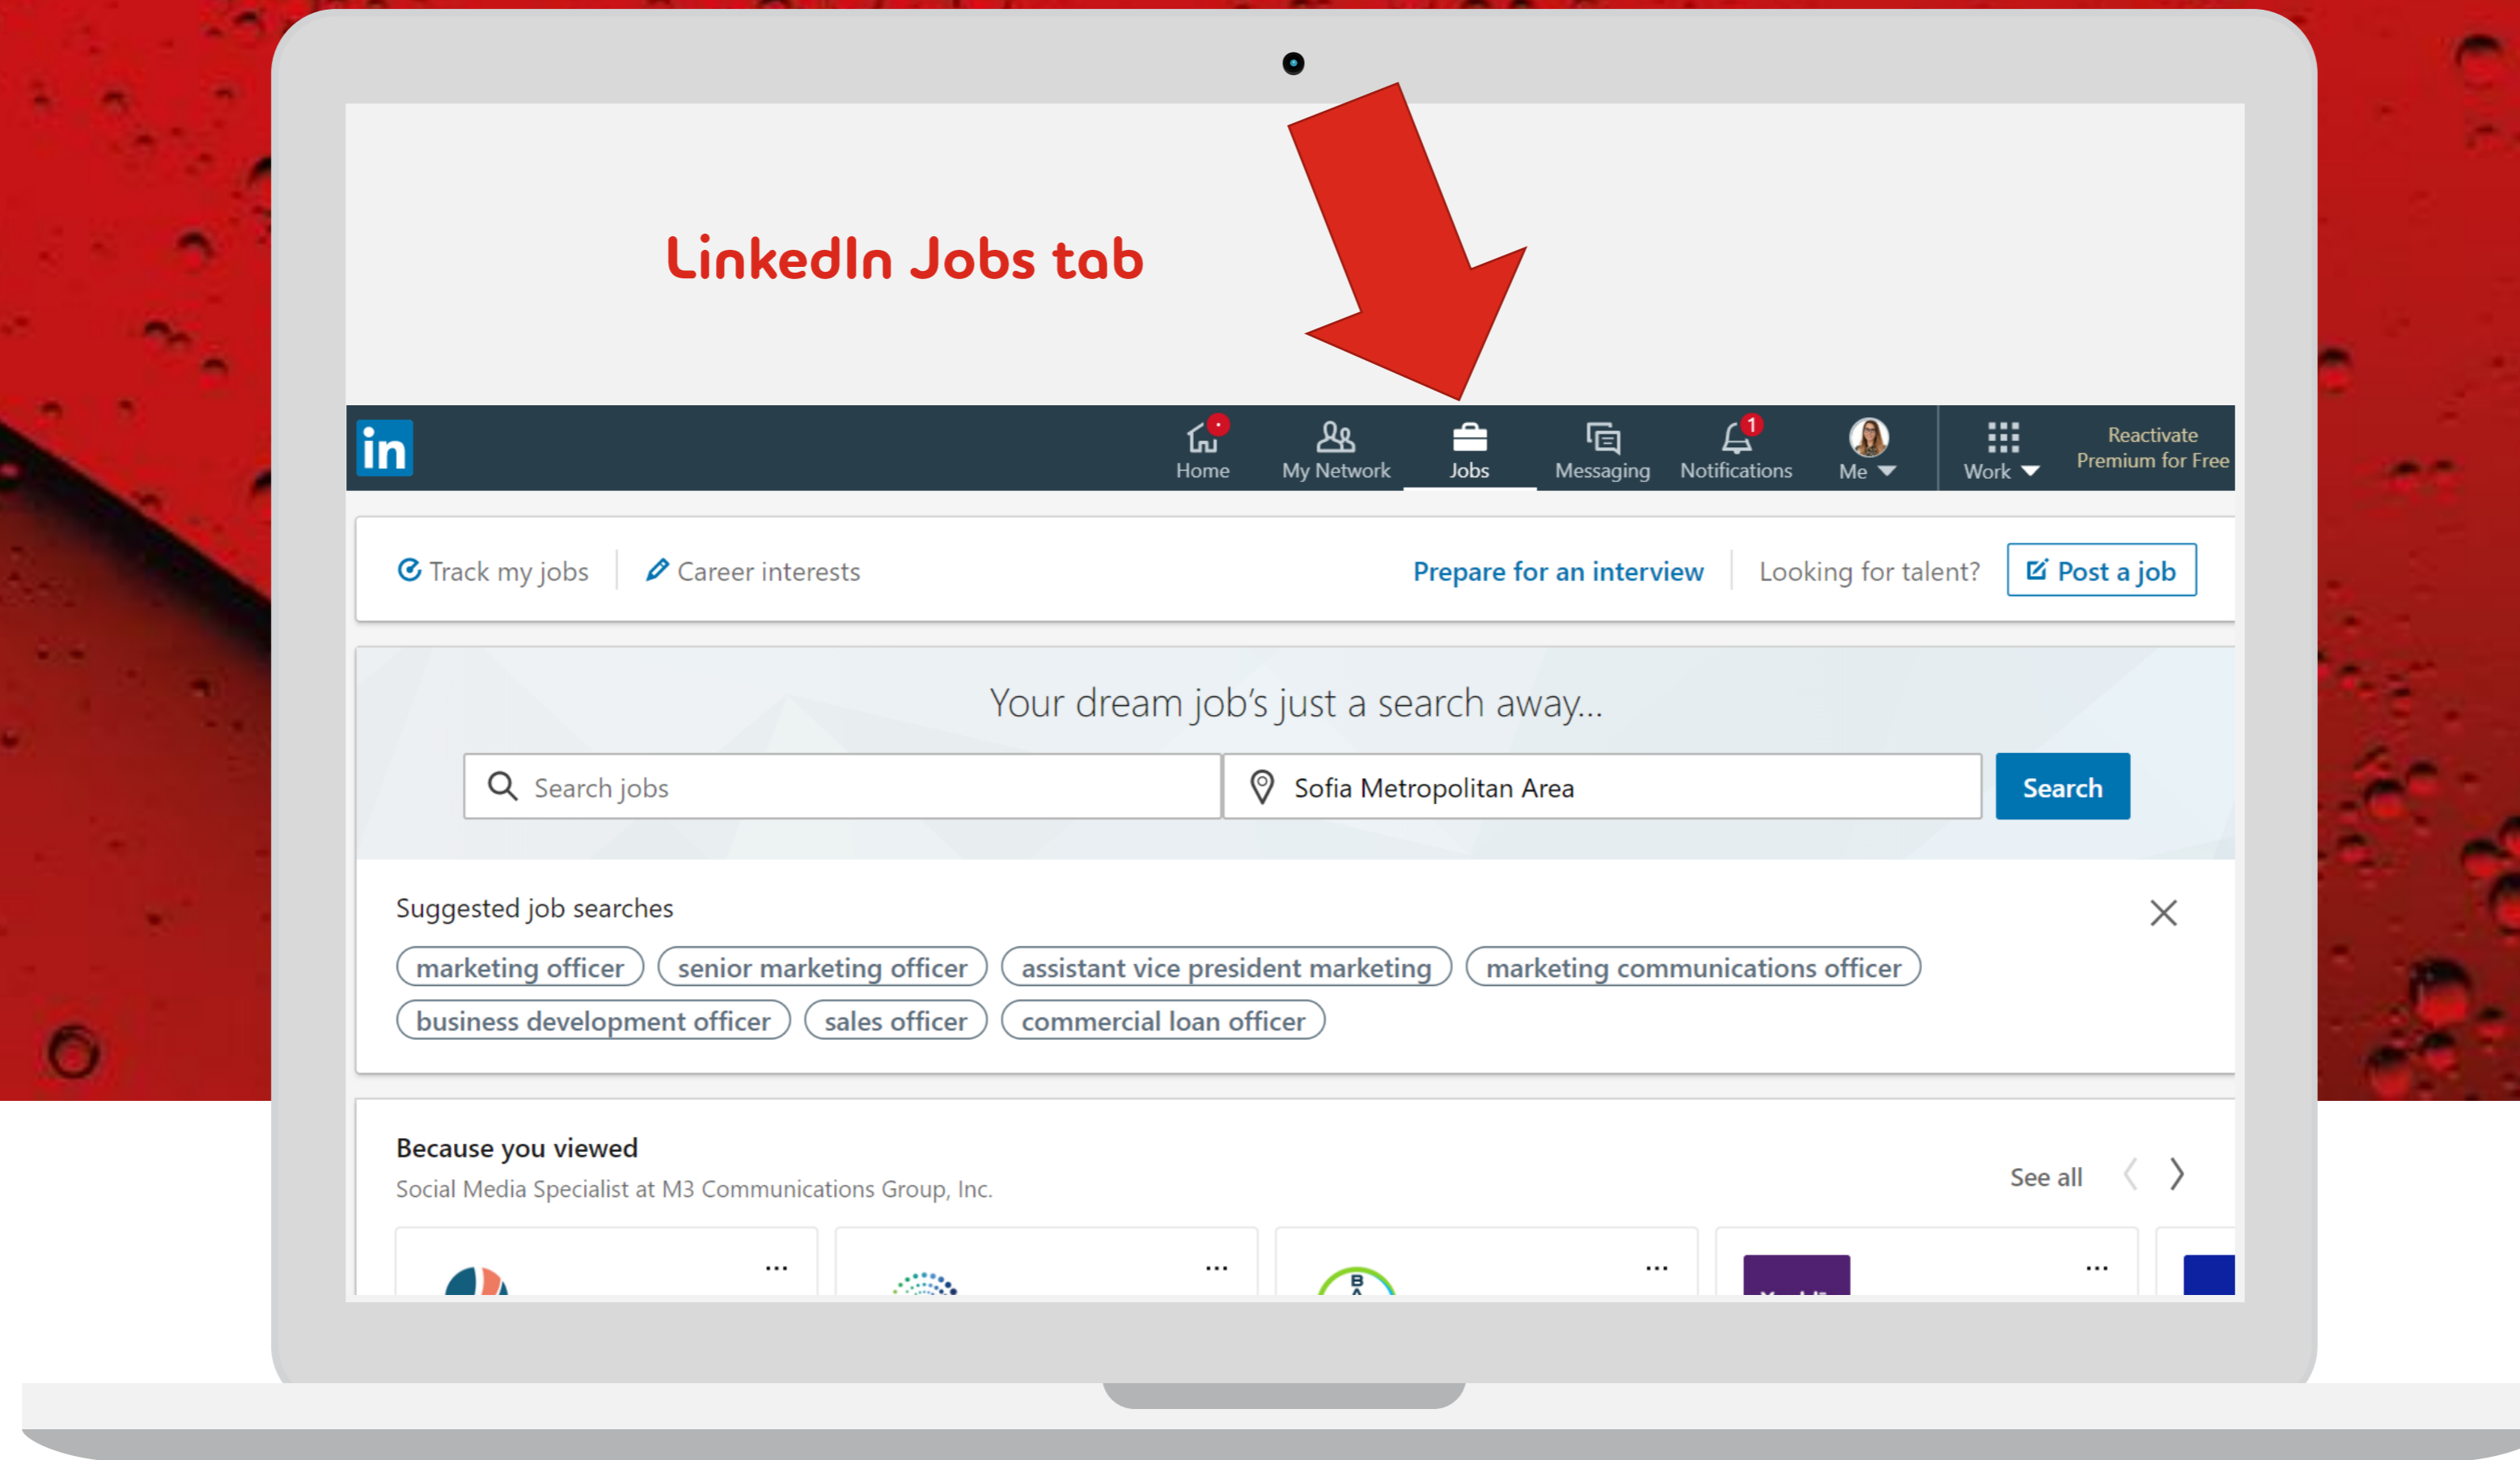 LinkedIn Jobs tab
in
Home
My Network
Jobs
Messaging
1
Notifications
Me
Work
Reactivate
Premium for Free
Track my jobs
Career interests
Prepare for an interview
Looking for talent?
Post a job
Your dream job's just a search away...
Search jobs
Sofia Metropolitan Area
Search
Suggested job searches
marketing officer
senior marketing officer
assistant vice president marketing
marketing communications officer
business development officer
sales officer
commercial loan officer
Because you viewed
Social Media Specialist at M3 Communications Group, Inc.
See all
B
A